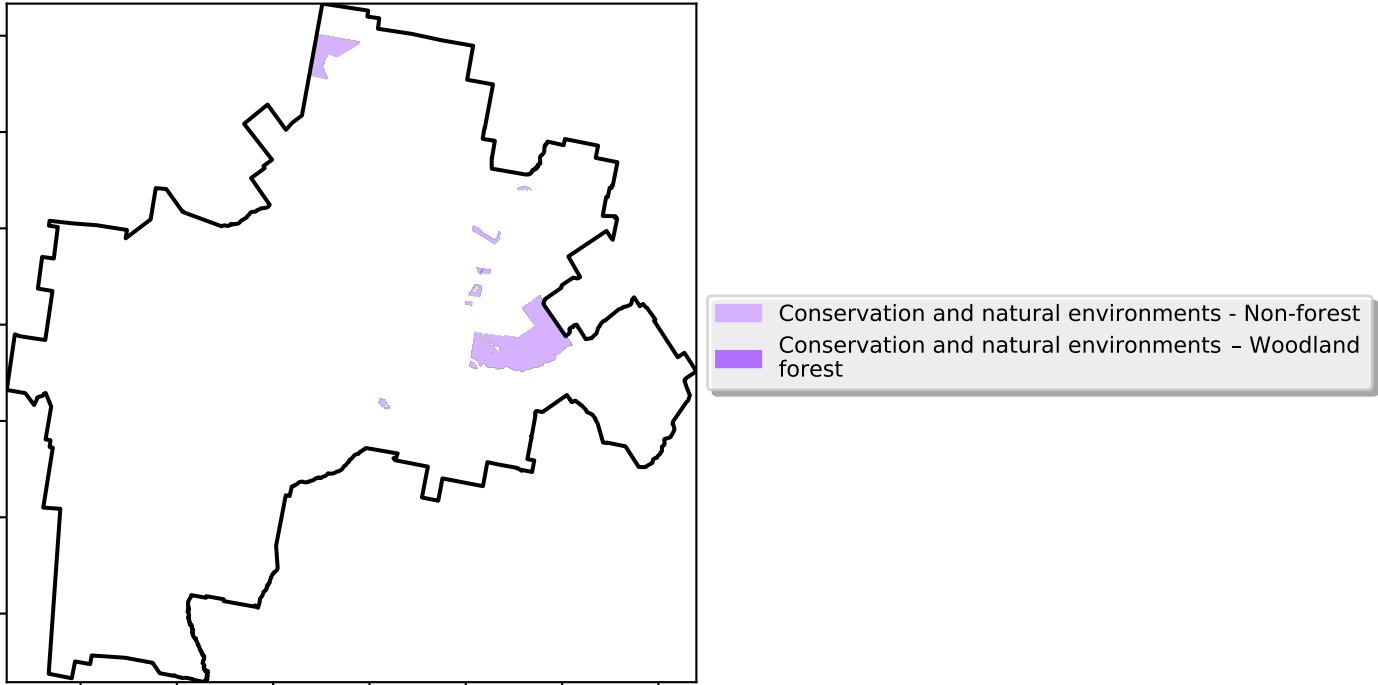 Conservation and natural environments - Non-forest
Conservation and natural environments – Woodland
forest